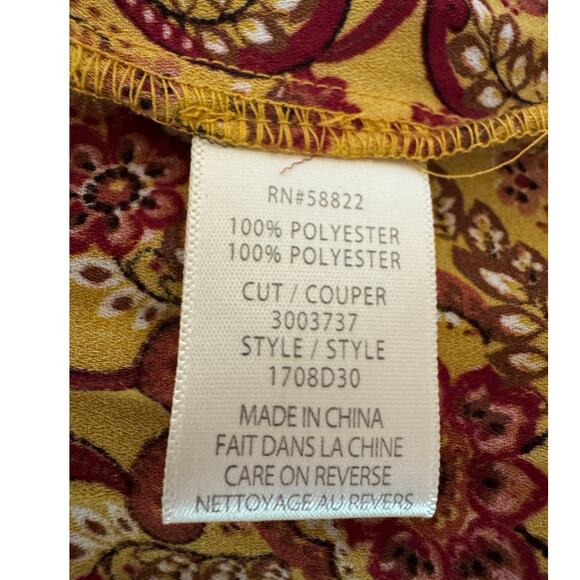 RN#58822
100% POLYESTER
100% POLYESTER
CUT / COUPER
3003737
STYLE / STYLE
1708D30
MADE IN CHINA
FAIT DANS LA CHINE
CARE ON REVERSE
NETTOYAGE AU REVERS